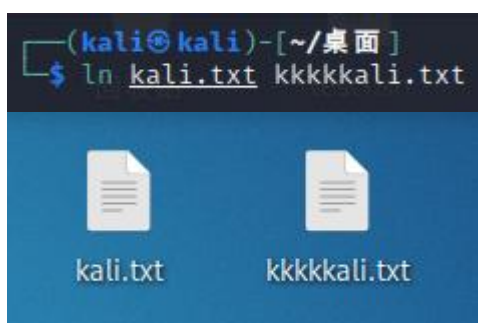 ┌──(kali㉿kali)-[~/桌面]
└─$ ln kali.txt kkkkkali.txt
kali.txt
kkkkkali.txt